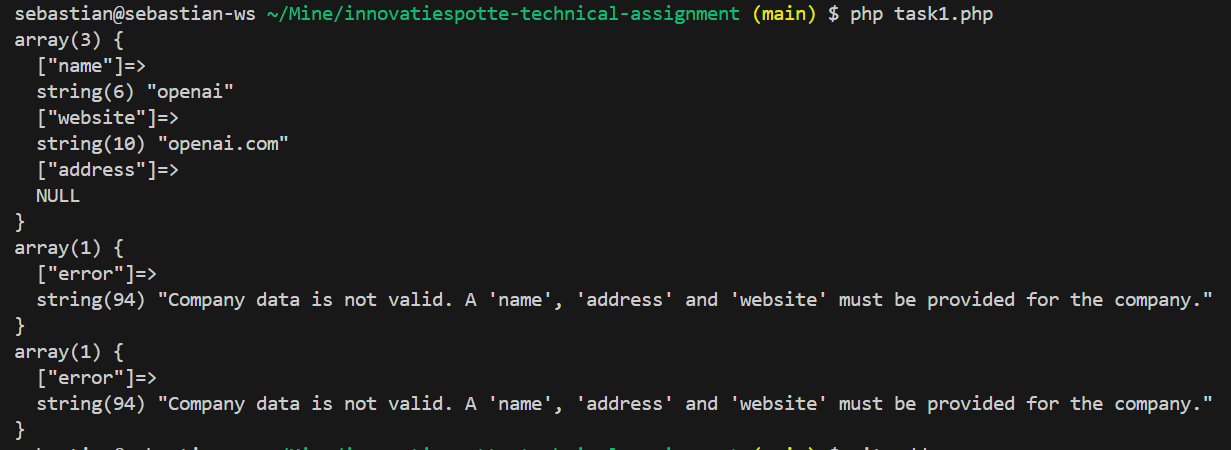 sebastian@sebastian-ws ~/Mine/innovatiespotte-technical-assignment (main) $ php task1.php
array(3) {
  ["name"]=>
  string(6) "openai"
  ["website"]=>
  string(10) "openai.com"
  ["address"]=>
  NULL
}
array(1) {
  ["error"]=>
  string(94) "Company data is not valid. A 'name', 'address' and 'website' must be provided for the company."
}
array(1) {
  ["error"]=>
  string(94) "Company data is not valid. A 'name', 'address' and 'website' must be provided for the company."
}